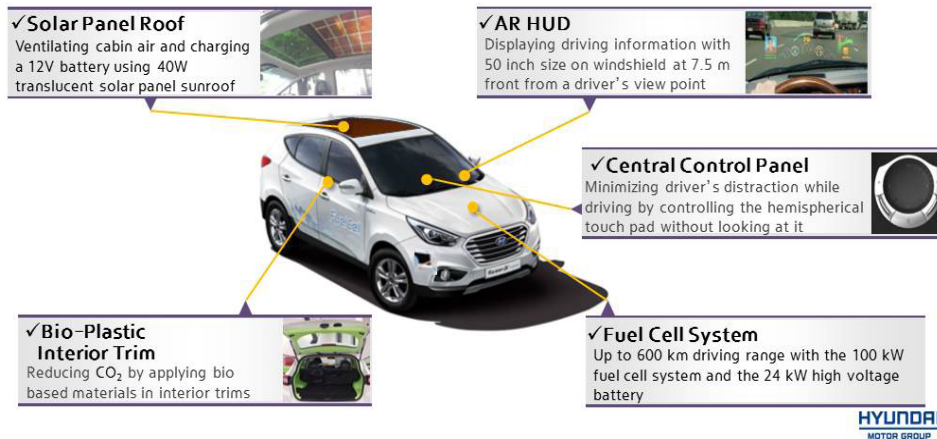 ✓Solar Panel Roof
Ventilating cabin air and charging
a 12V battery using 40W
translucent solar panel sunroof
✓AR HUD
Displaying driving information with
50 inch size on windshield at 7.5 m
front from a driver's view point
✓Central Control Panel
Minimizing driver's distraction while
driving by controlling the hemispherical
touch pad without looking at it
Fuel Cell
✓Bio-Plastic
Interior Trim
Reducing CO₂ by applying bio
based materials in interior trims
✓Fuel Cell System
Up to 600 km driving range with the 100 kW
fuel cell system and the 24 kW high voltage
battery
HYUNDAI
MOTOR GROUP